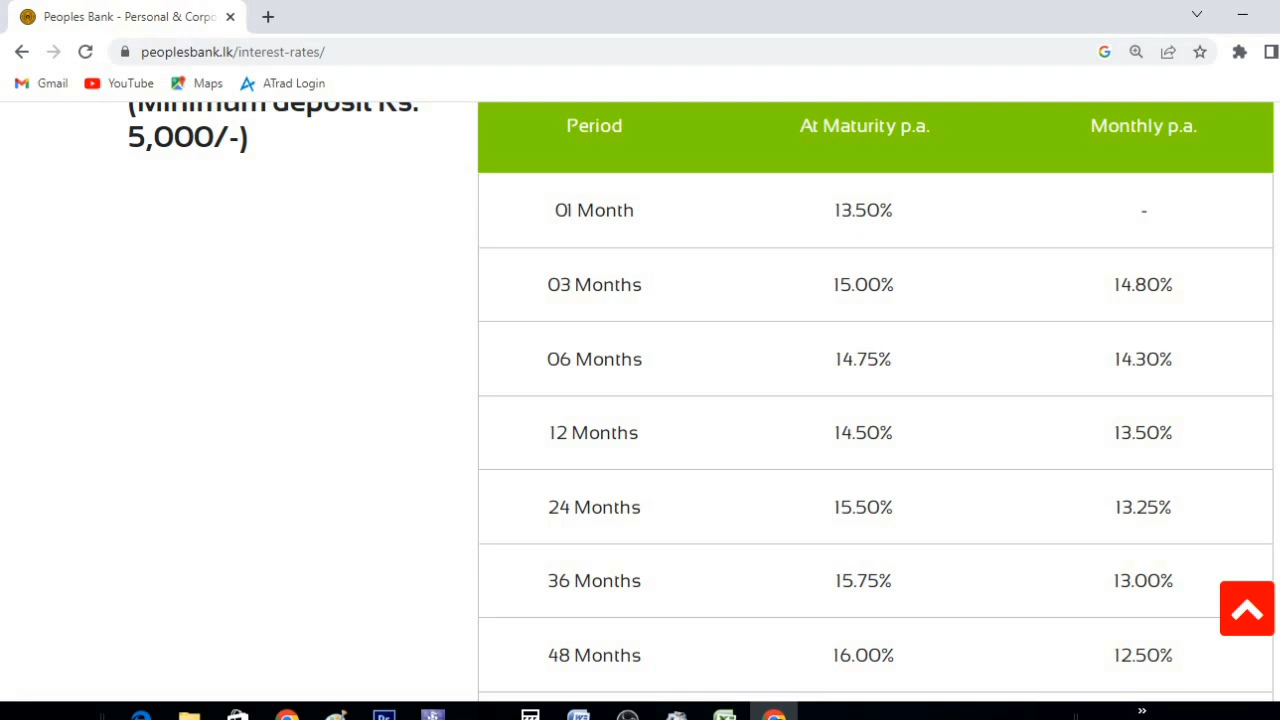 Peoples Bank - Personal & Corpo
peoplesbank.lk/interest-rates/
Gmail YouTube Maps ATrad Login
(Minimum deposit Rs.
5,000/-)
Period At Maturity p.a. Monthly p.a.
01 Month 13.50% -
03 Months 15.00% 14.80%
06 Months 14.75% 14.30%
12 Months 14.50% 13.50%
24 Months 15.50% 13.25%
36 Months 15.75% 13.00%
48 Months 16.00% 12.50%